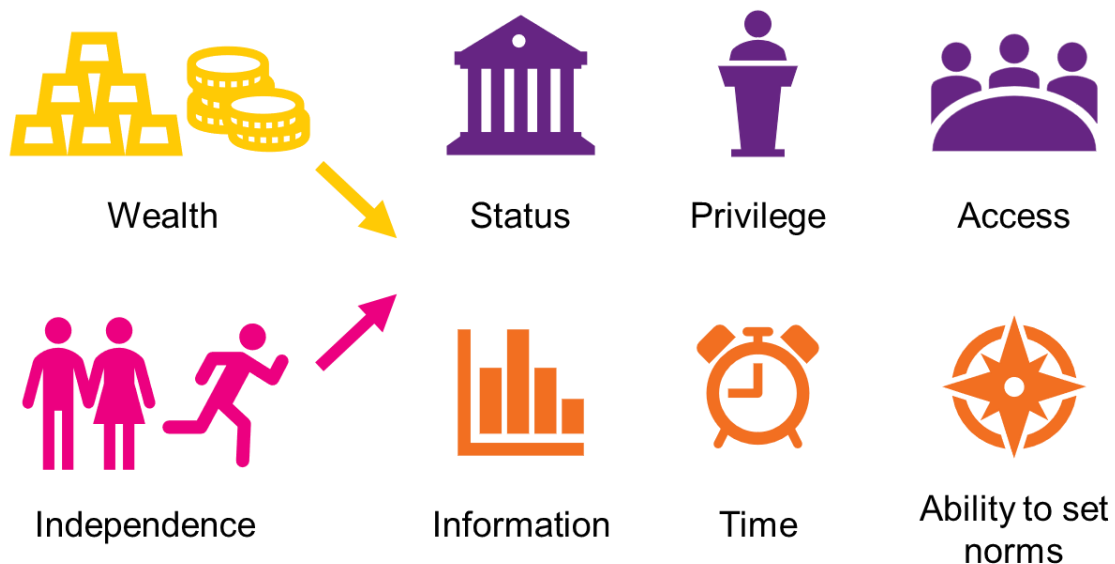 Wealth
Status
Privilege
Access
Independence
Information
Time
Ability to set
norms